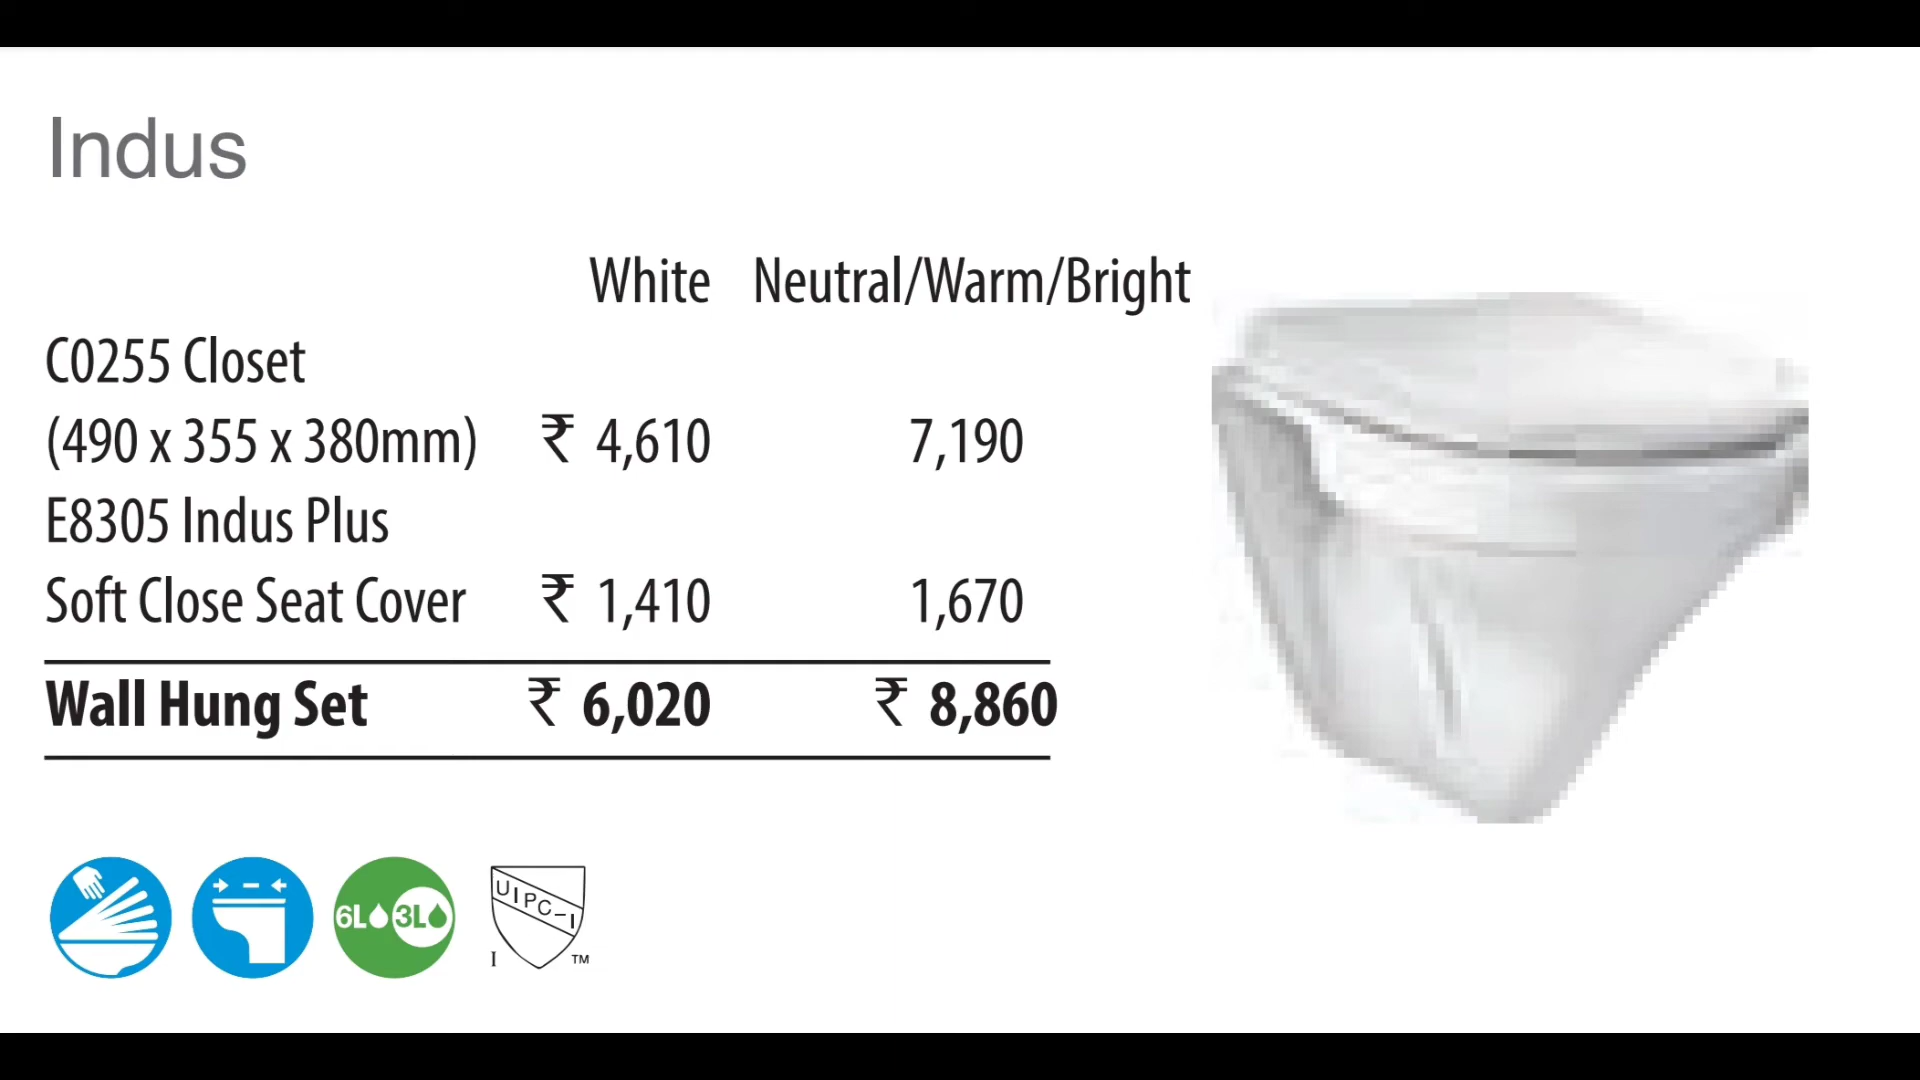 Indus
White Neutral/Warm/Bright
C0255 Closet
(490 x 355 x 380mm) ₹ 4,610 7,190
E8305 Indus Plus
Soft Close Seat Cover ₹ 1,410 1,670
Wall Hung Set ₹ 6,020 ₹ 8,860
6L 3L
UIPC-I
I ™